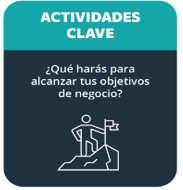 ACTIVIDADES
CLAVE
¿Qué harás para
alcanzar tus objetivos
de negocio?